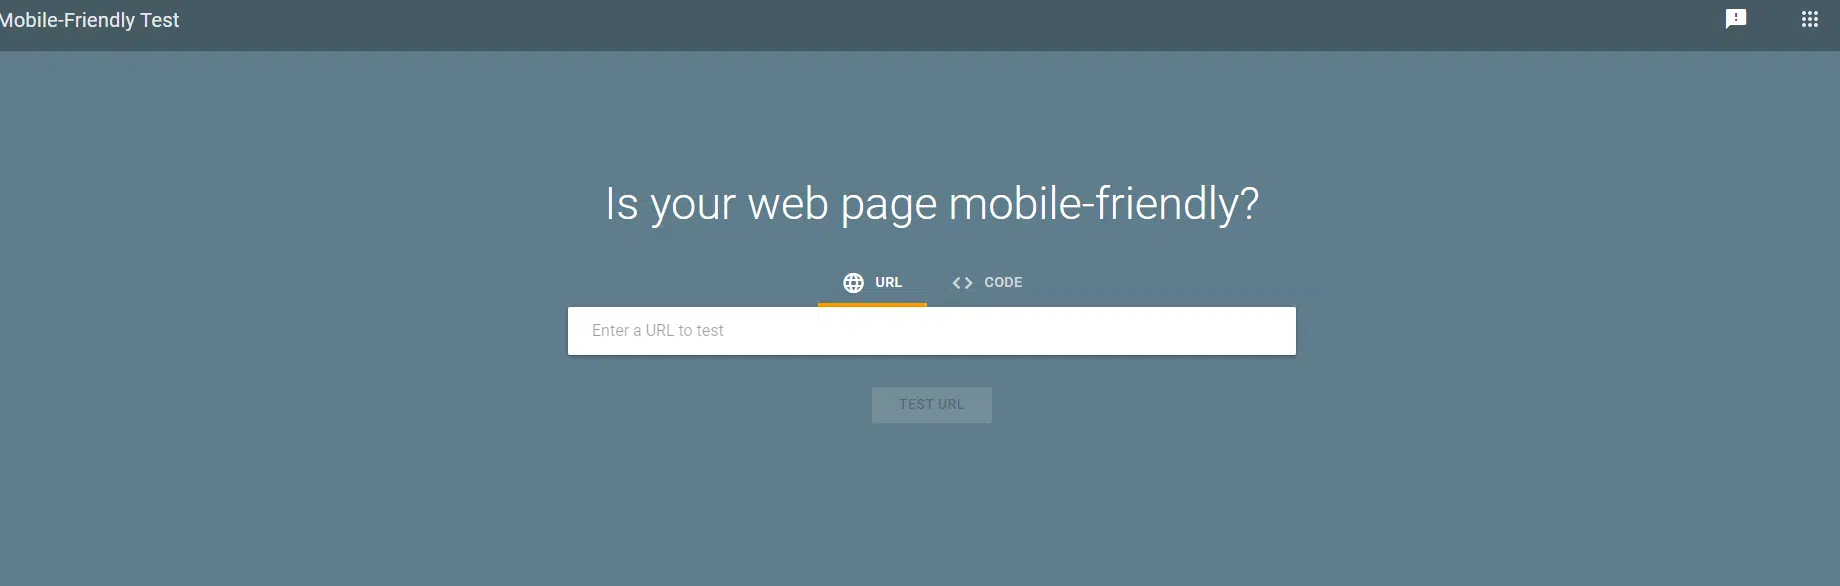 Mobile-Friendly Test
Is your web page mobile-friendly?
URL
CODE
Enter a URL to test
TEST URL